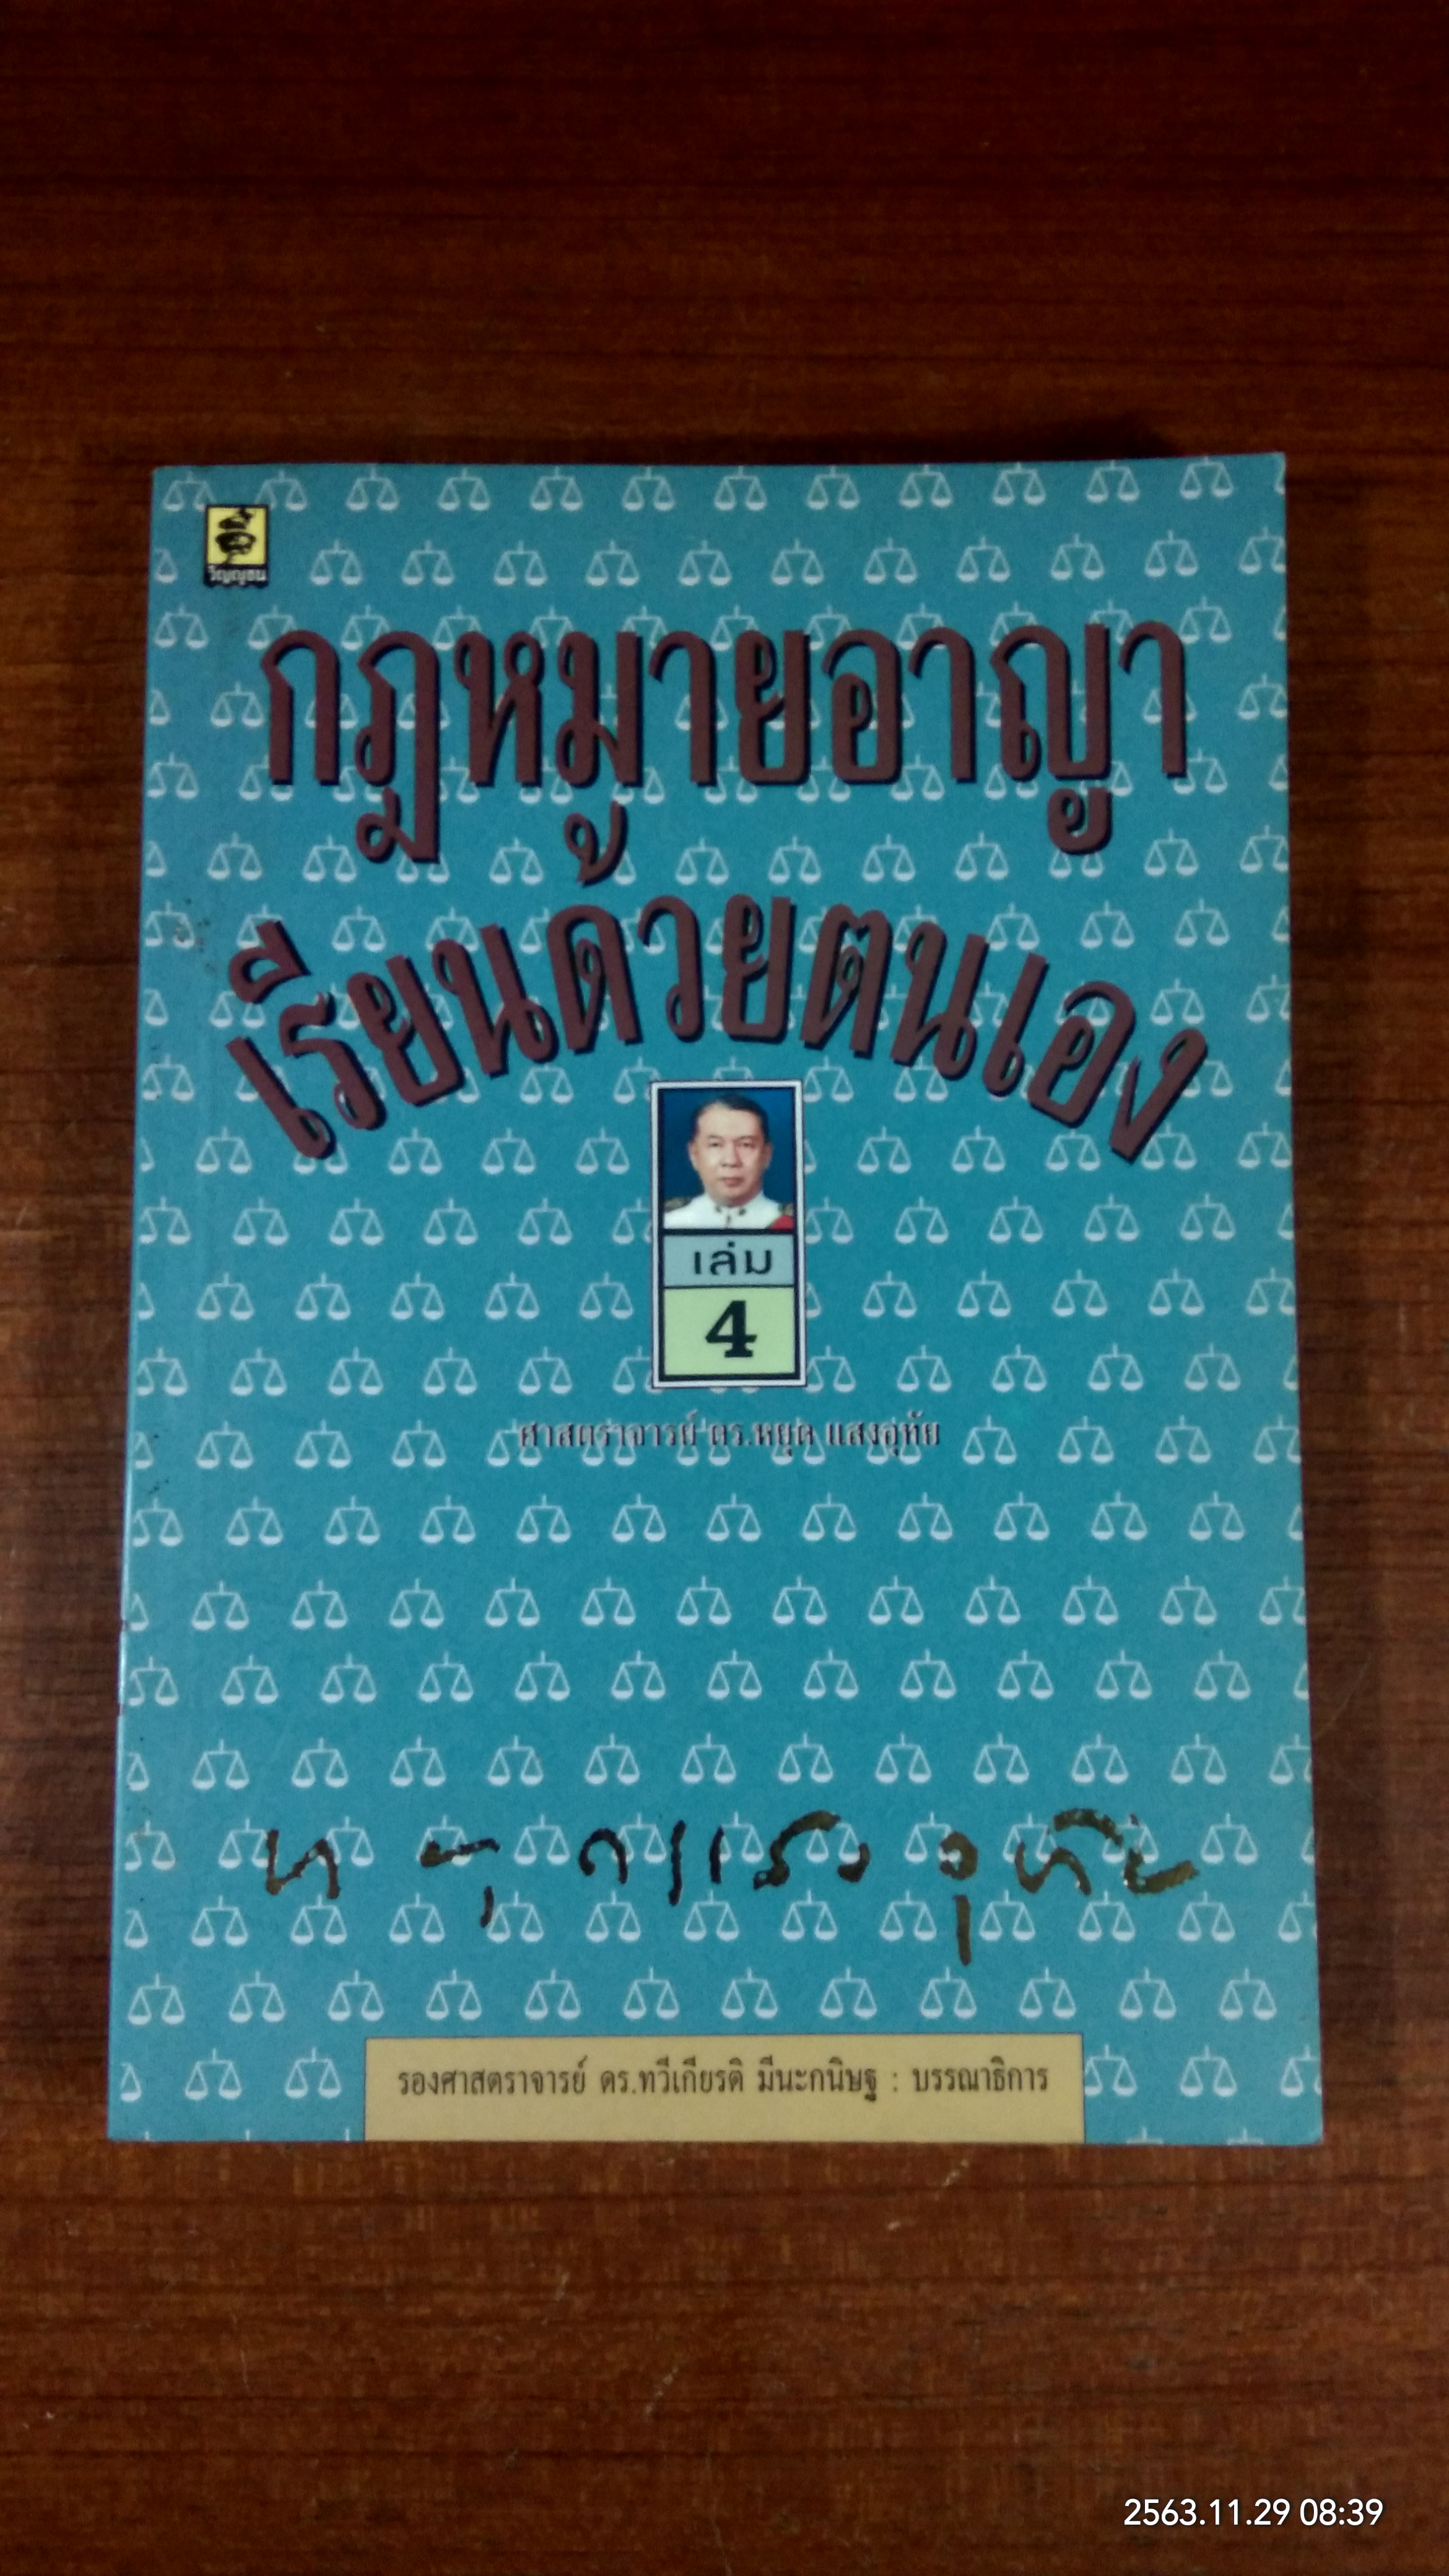 วิญญูชน
กฎหมายอาญา
เรียนด้วยตนเอง
เล่ม
4
ศาสตราจารย์ ดร.หยุด แสงอุทัย
หยุด แสงอุทัย
รองศาสตราจารย์ ดร.ทวีเกียรติ มีนะกนิษฐ : บรรณาธิการ
2563.11.29 08:39